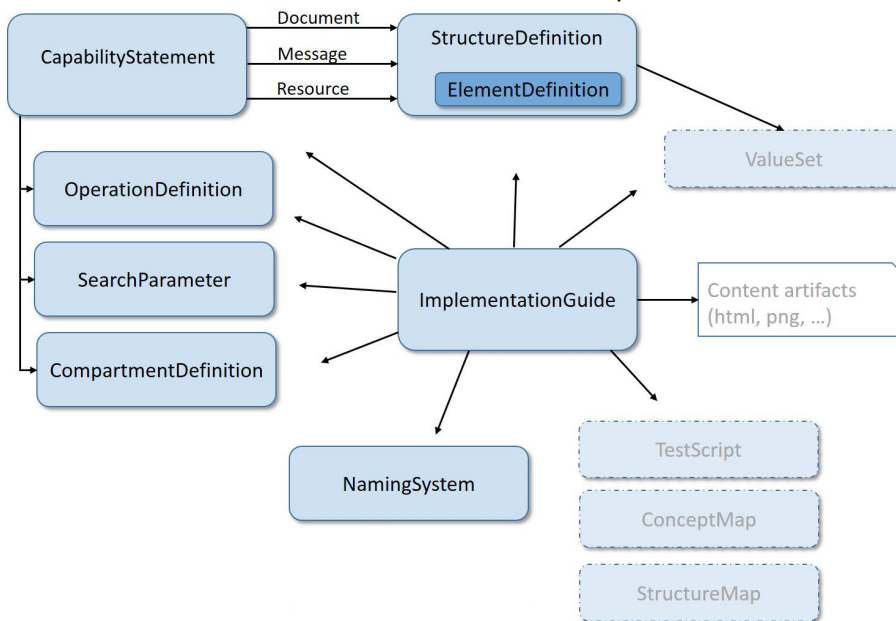 Document
CapabilityStatement
StructureDefinition
Message
Resource
ElementDefinition
ValueSet
OperationDefinition
SearchParameter
ImplementationGuide
Content artifacts
(html, png, ...)
CompartmentDefinition
TestScript
NamingSystem
ConceptMap
StructureMap